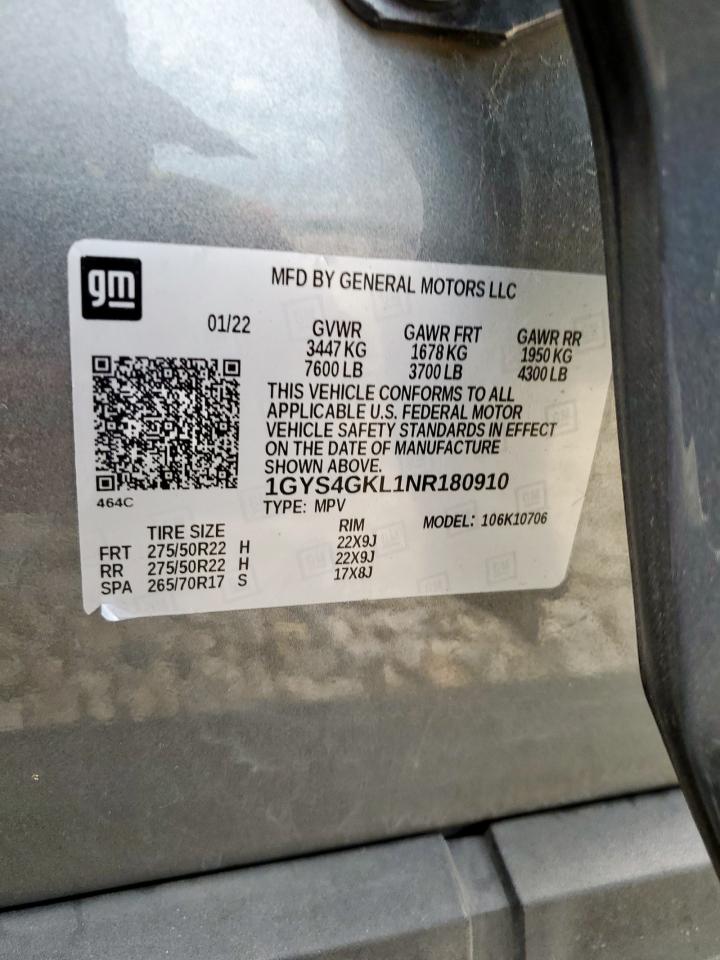 gm
MFD BY GENERAL MOTORS LLC
01/22 GVWR GAWR FRT GAWR RR
3447 KG 1678 KG 1950 KG
7600 LB 3700 LB 4300 LB
THIS VEHICLE CONFORMS TO ALL
APPLICABLE U.S. FEDERAL MOTOR
VEHICLE SAFETY STANDARDS IN EFFECT
ON THE DATE OF MANUFACTURE
SHOWN ABOVE.
1GYS4GKL1NR180910
464C
TYPE: MPV MODEL: 106K10706
TIRE SIZE RIM
FRT 275/50R22 H 22X9J
RR 275/50R22 H 22X9J
SPA 265/70R17 S 17X8J